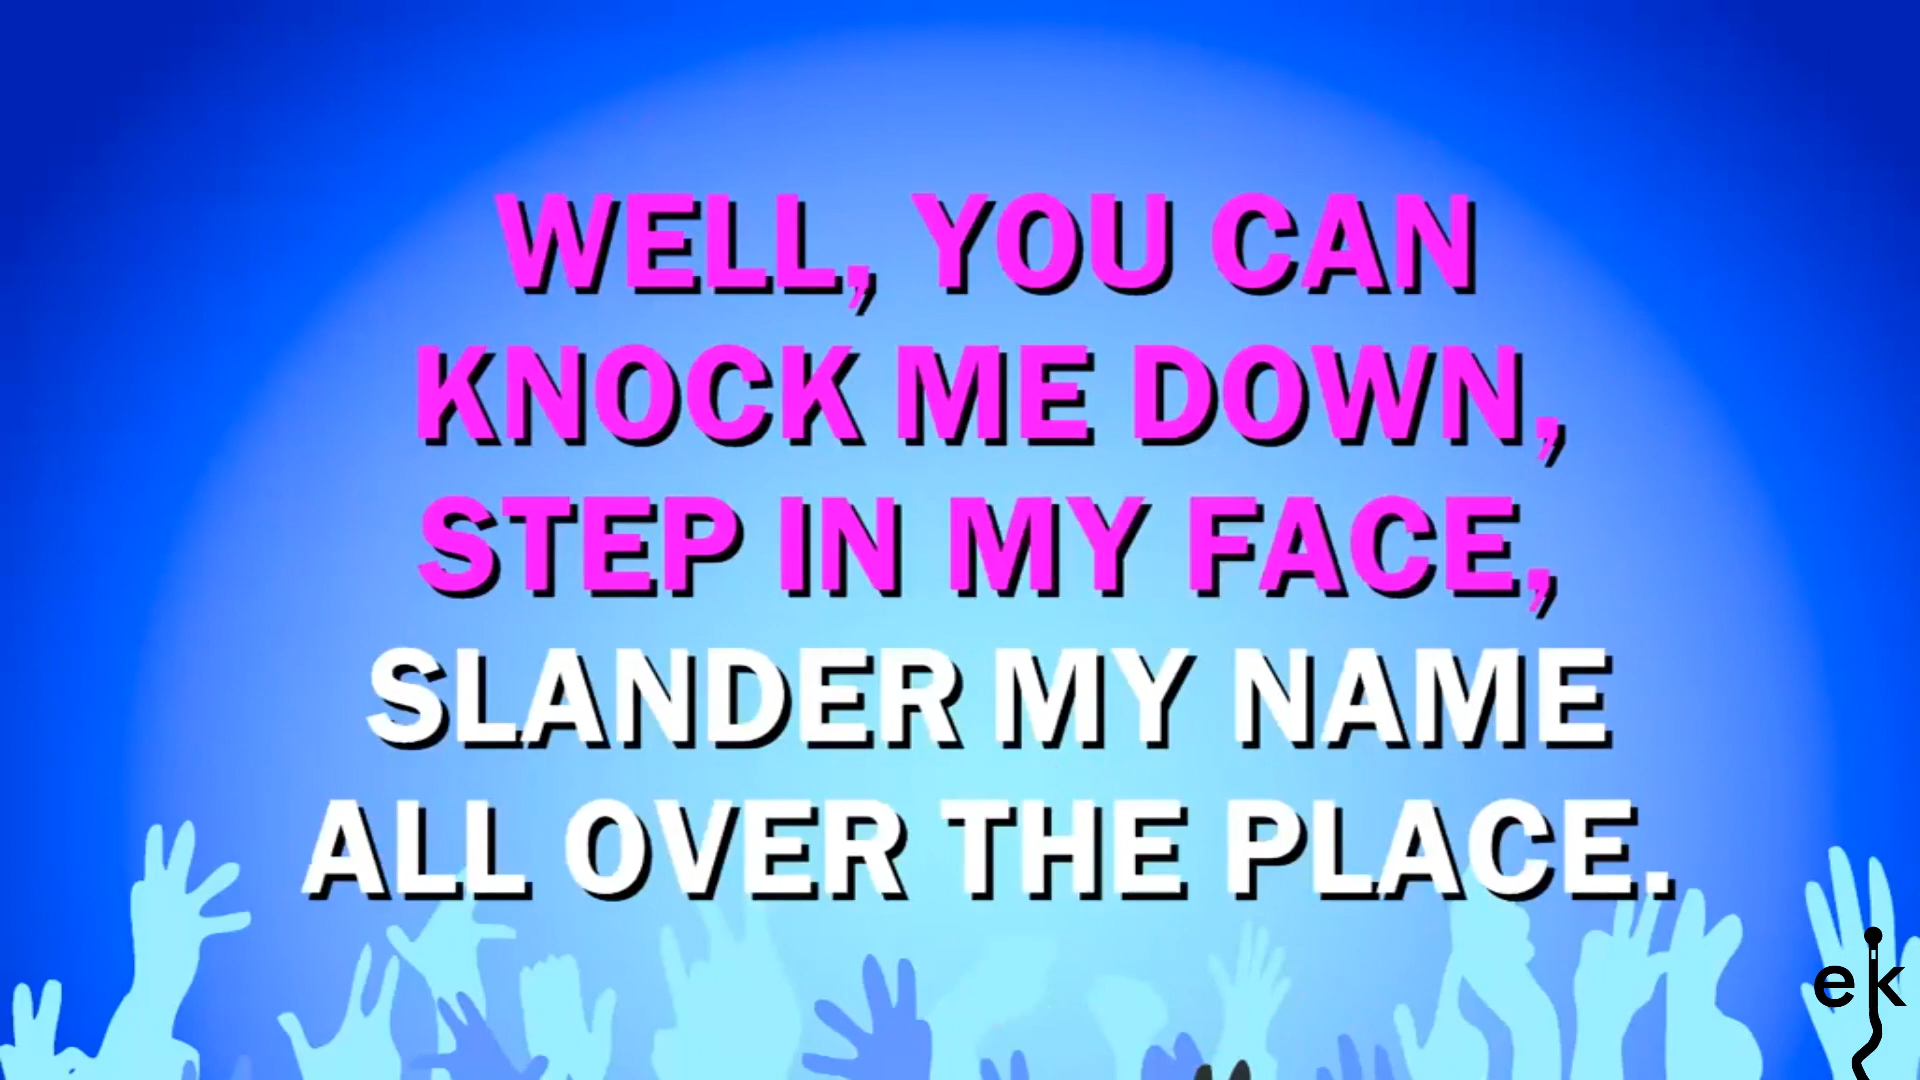 WELL, YOU CAN
KNOCK ME DOWN,
STEP IN MY FACE,
SLANDER MY NAME
ALL OVER THE PLACE.
ek